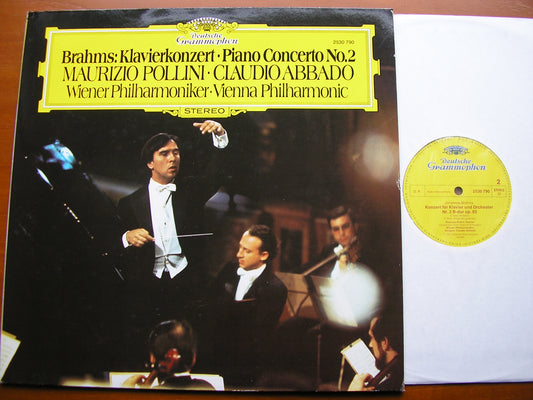 Deutsche
Grammophon
2530 790
Brahms: Klavierkonzert · Piano Concerto No.2
MAURIZIO POLLINI · CLAUDIO ABBADO
Wiener Philharmoniker · Vienna Philharmonic
STEREO
Deutsche
Grammophon
2
2530 790
Konzert für Klavier und Orchester
Nr. 2 B-dur op. 83